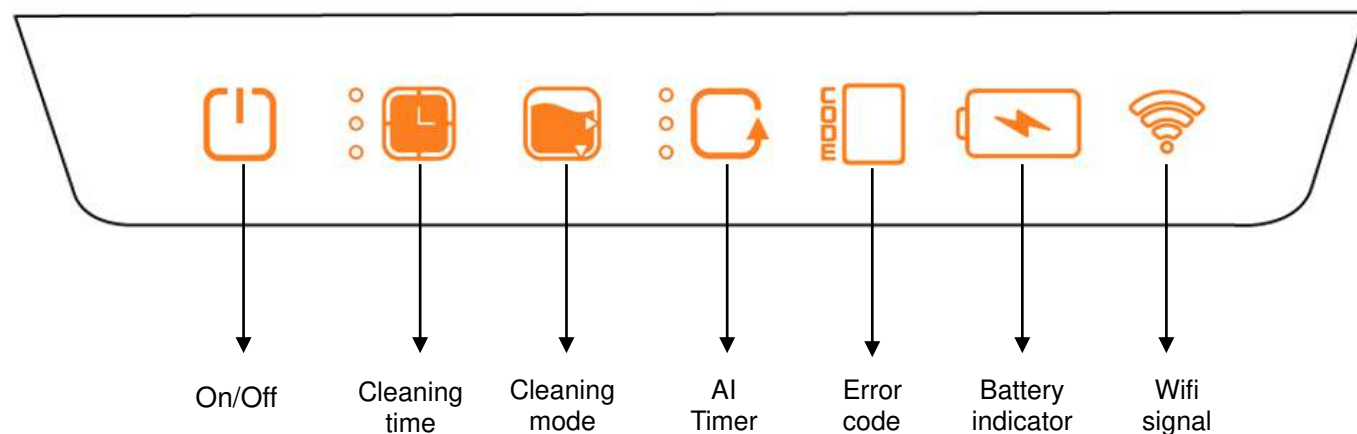 CODE
On/Off
Cleaning
time
Cleaning
mode
AI
Timer
Error
code
Battery
indicator
Wifi
signal